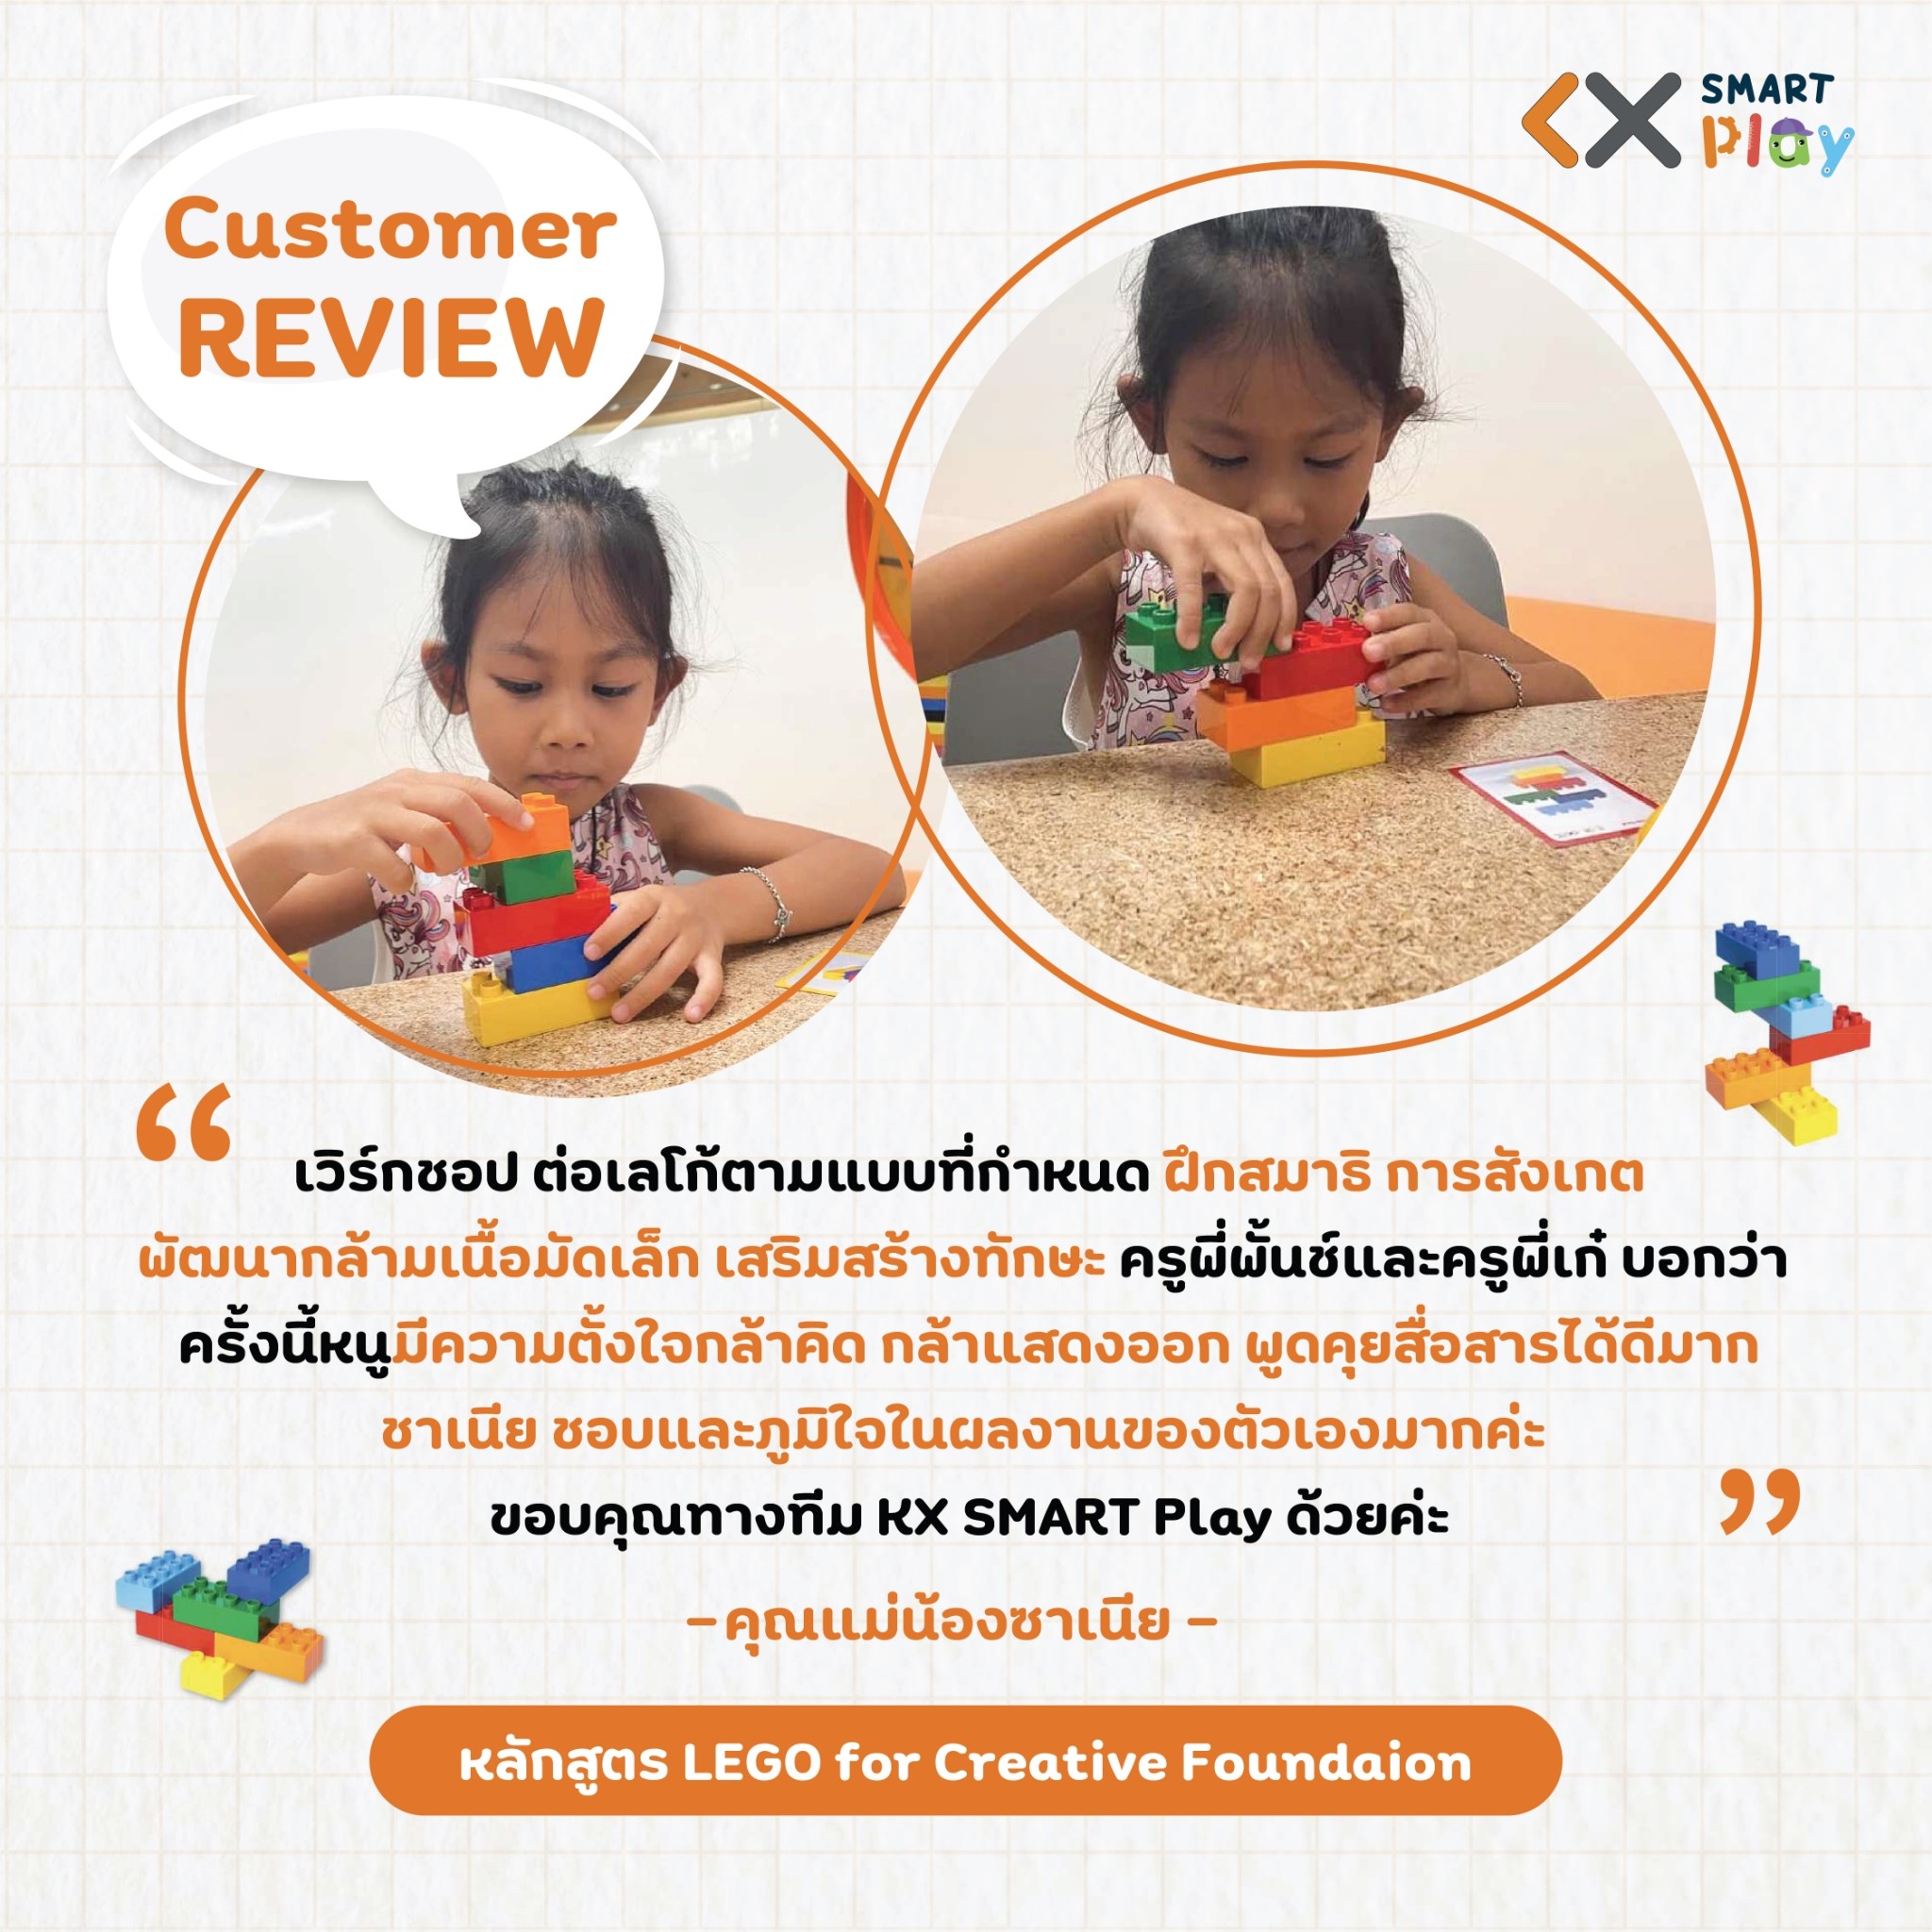 Customer
REVIEW
KX SMART
Play
“
เวิร์กชอป ต่อเลโก้ตามแบบที่กำหนด ฝึกสมาธิ การสังเกต
พัฒนากล้ามเนื้อมัดเล็ก เสริมสร้างทักษะ ครูพี่พั้นช์และครูพี่เก๋ บอกว่า
ครั้งนี้หนูมีความตั้งใจกล้าคิด กล้าแสดงออก พูดคุยสื่อสารได้ดีมาก
ซาเนีย ชอบและภูมิใจในผลงานของตัวเองมากค่ะ
ขอบคุณทางทีม KX SMART Play ด้วยค่ะ
”
–คุณแม่น้องซาเนีย –
หลักสูตร LEGO for Creative Foundaion